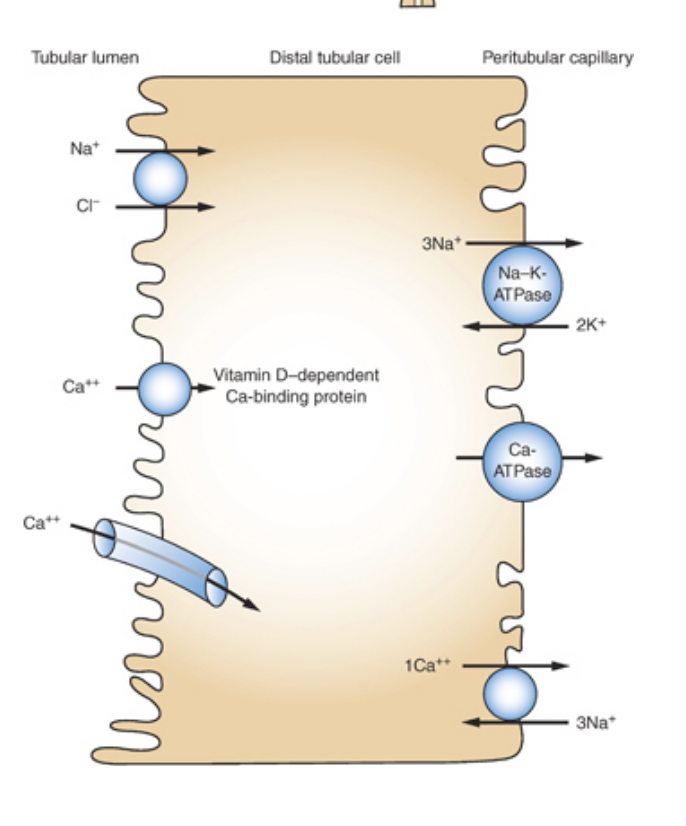 Tubular lumen
Distal tubular cell
Peritubular capillary
Na⁺
Cl⁻
3Na⁺
Na–K-
ATPase
2K⁺
Ca⁺⁺
Vitamin D–dependent
Ca-binding protein
Ca-
ATPase
Ca⁺⁺
1Ca⁺⁺
3Na⁺